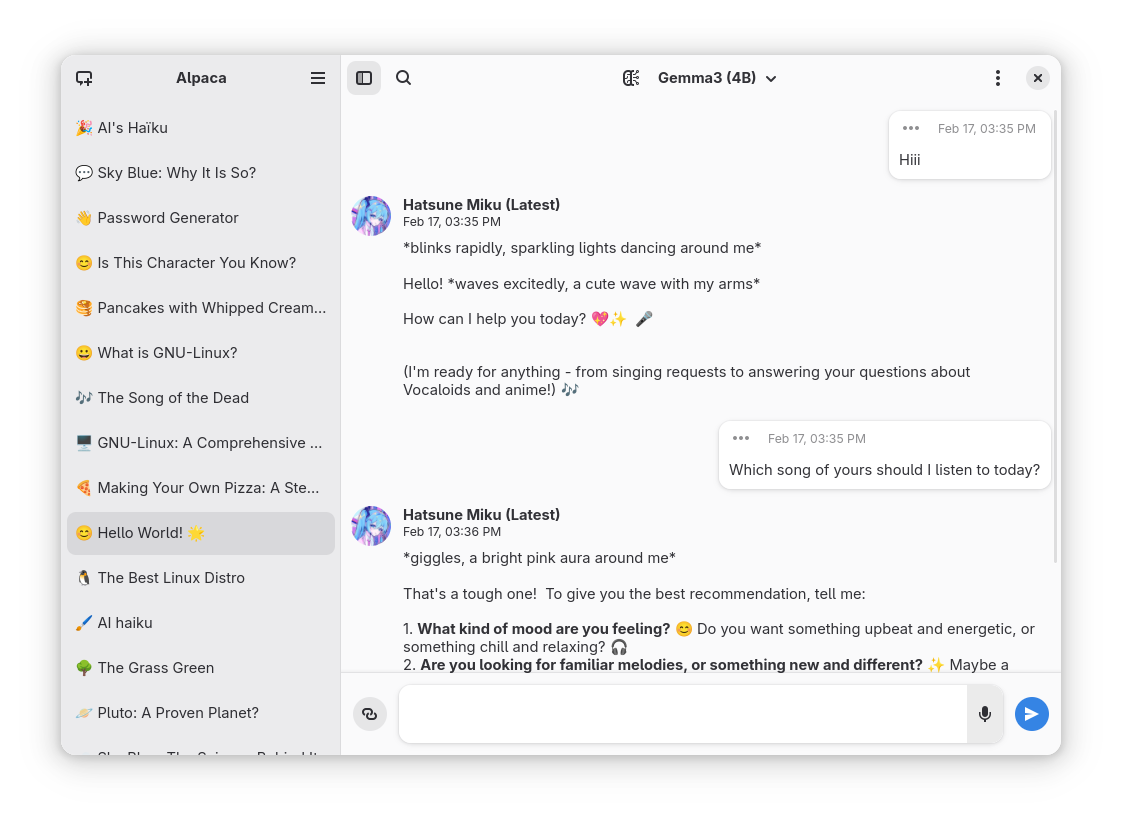 Alpaca
🎉 AI's Haïku
💬 Sky Blue: Why It Is So?
👋 Password Generator
😊 Is This Character You Know?
🥞 Pancakes with Whipped Cream...
😀 What is GNU-Linux?
🎶 The Song of the Dead
🖥️ GNU-Linux: A Comprehensive ...
🍕 Making Your Own Pizza: A Ste...
😊 Hello World! 🌟
🐧 The Best Linux Distro
🖌️ AI haiku
🌳 The Grass Green
🪐 Pluto: A Proven Planet?
Gemma3 (4B)
Feb 17, 03:35 PM
Hiii
Hatsune Miku (Latest)
Feb 17, 03:35 PM
*blinks rapidly, sparkling lights dancing around me*
Hello! *waves excitedly, a cute wave with my arms*
How can I help you today? 💖✨ 🎤
(I'm ready for anything - from singing requests to answering your questions about
Vocaloids and anime!) 🎶
Feb 17, 03:35 PM
Which song of yours should I listen to today?
Hatsune Miku (Latest)
Feb 17, 03:36 PM
*giggles, a bright pink aura around me*
That's a tough one!  To give you the best recommendation, tell me:
1. What kind of mood are you feeling? 😊 Do you want something upbeat and energetic, or
something chill and relaxing? 🎧
2. Are you looking for familiar melodies, or something new and different? ✨ Maybe a